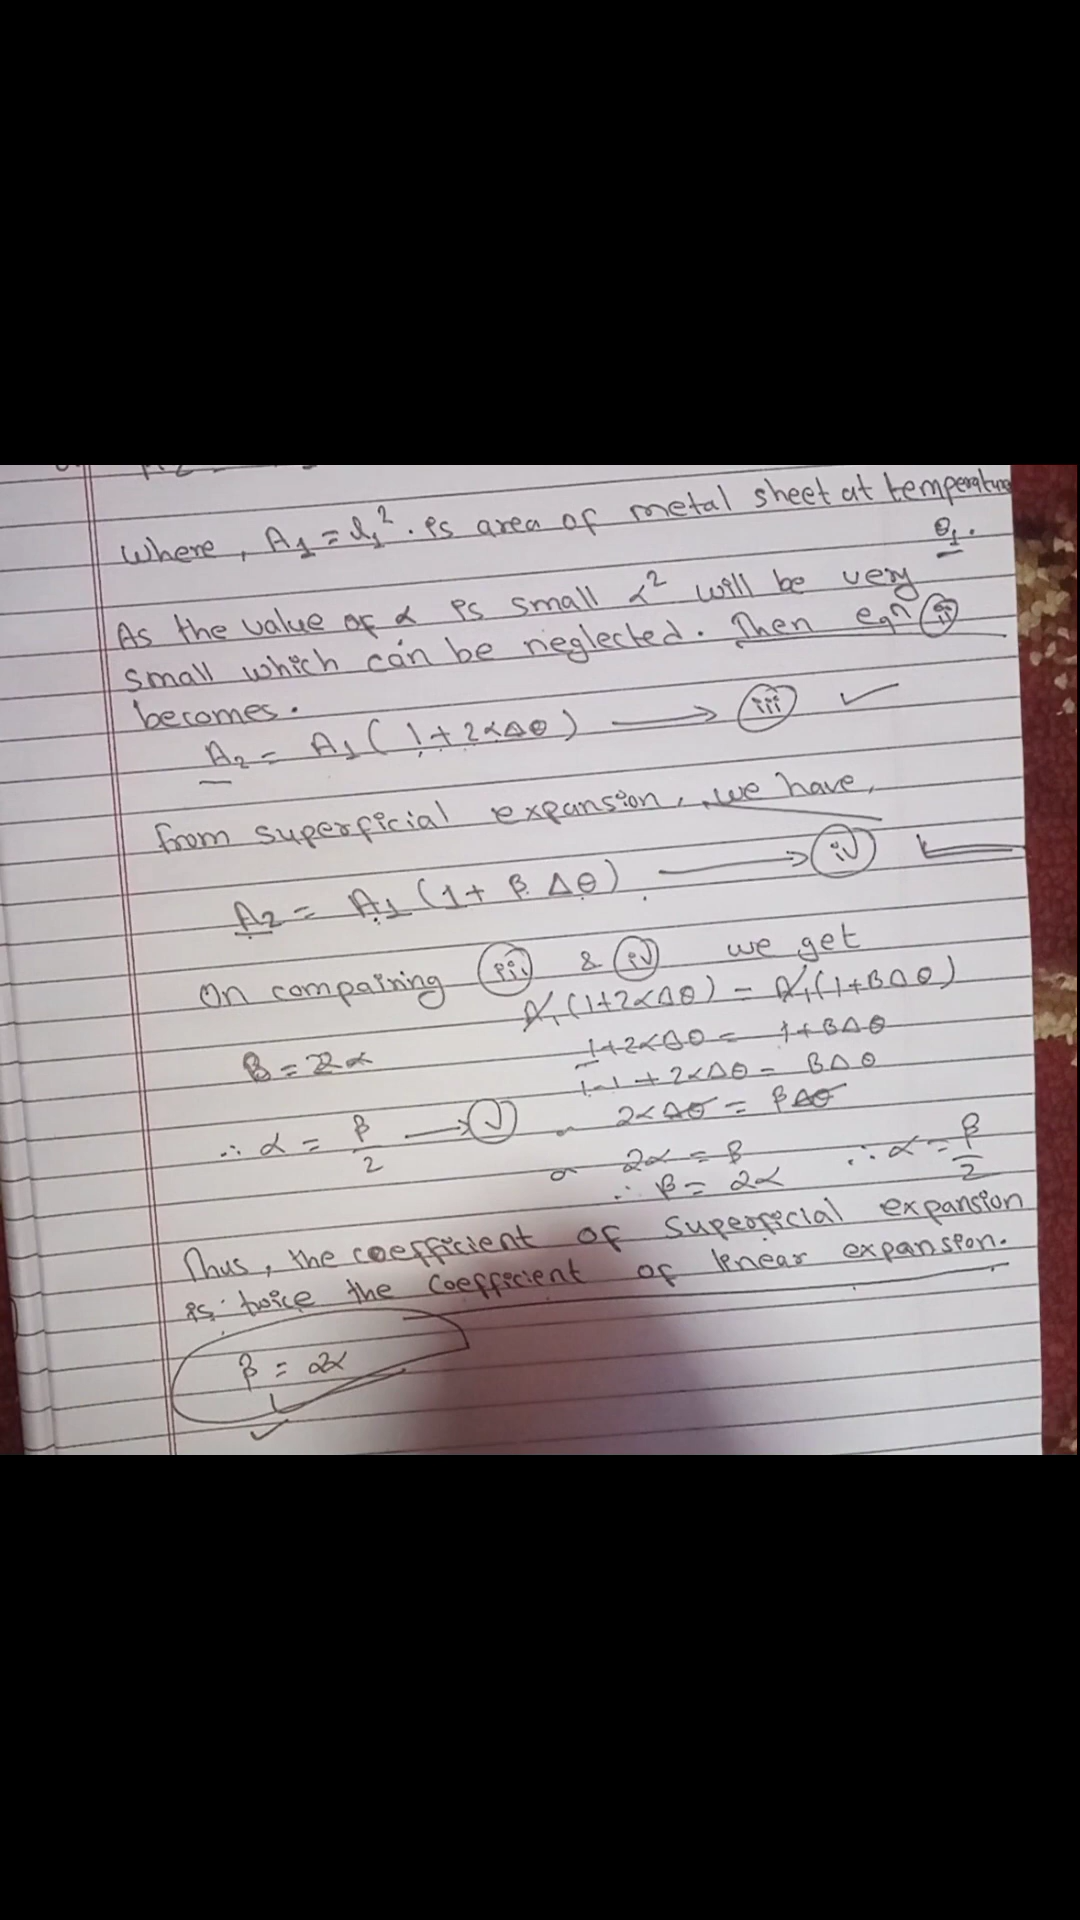 Where, A₁ = l₁². is area of metal sheet at temperature
θ₁.
As the value of α is small α² will be very
small which can be neglected. Then eqn (ii)
becomes.
A₂ = A₁ (1 + 2αΔθ) ⟶ (iii) ✓
from superficial expansion, we have,
A₂ = A₁ (1 + β Δθ) ⟶ (iv)
On compairing (iii) & (iv) we get
A₁(1+2αΔθ) = A₁(1+βΔθ)
1+2αΔθ = 1+βΔθ
β = 2α
1-1 + 2αΔθ = βΔθ
2αΔθ = βΔθ
∴ α = β/2 ⟶ (v)
or 2α = β
∴ β = 2α ∴ α = β/2
Thus, the coefficient of superficial expansion
is twice the coefficient of linear expansion.
β = 2α